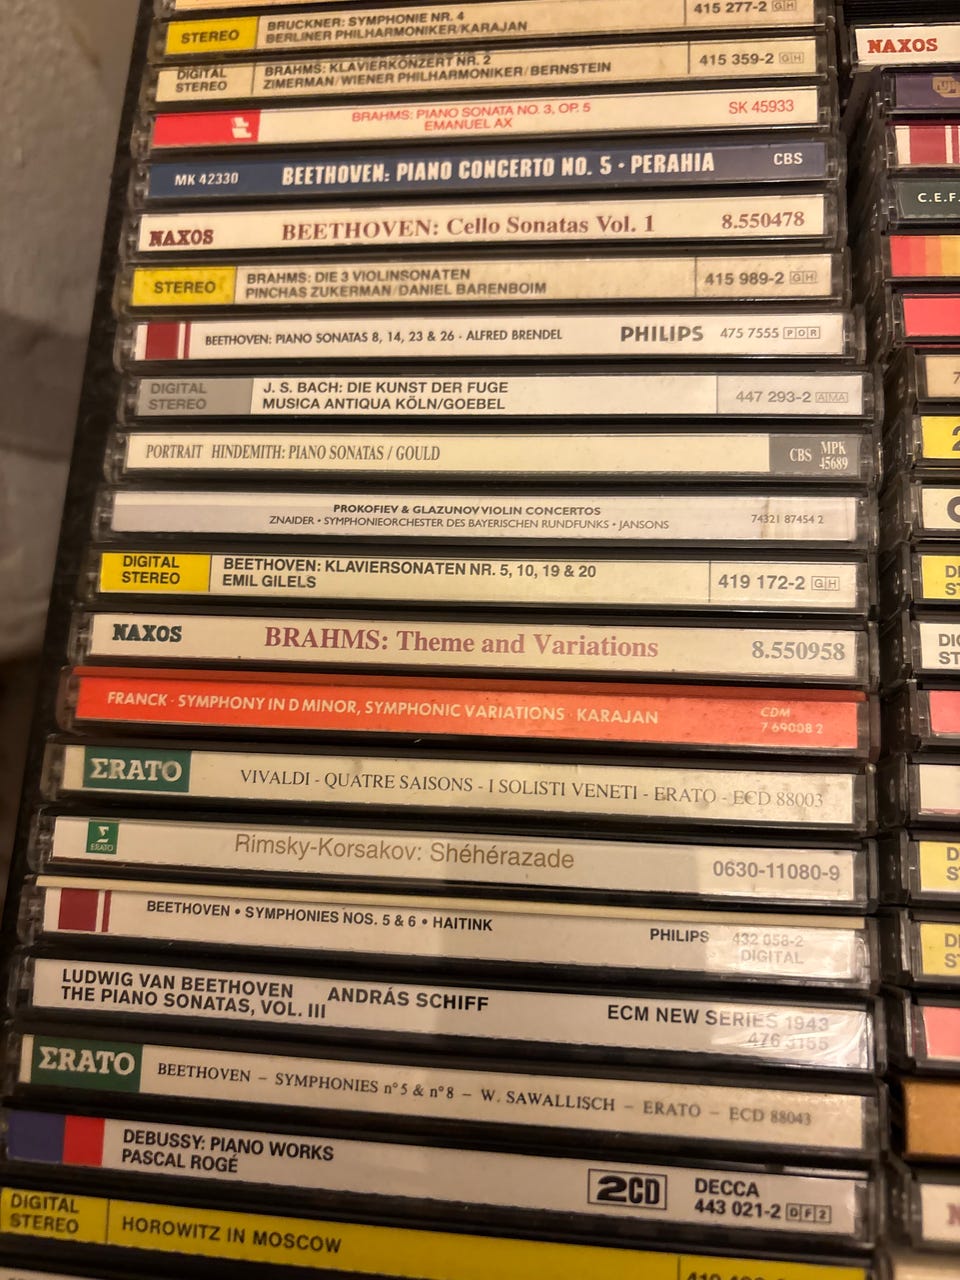 STEREO
BRUCKNER: SYMPHONIE NR. 4
BERLINER PHILHARMONIKER/KARAJAN
415 277-2 GH
DIGITAL
STEREO
BRAHMS: KLAVIERKONZERT NR. 2
ZIMERMAN/WIENER PHILHARMONIKER/BERNSTEIN
415 359-2 GH
BRAHMS: PIANO SONATA NO. 3, OP. 5
EMANUEL AX
SK 45933
MK 42330
BEETHOVEN: PIANO CONCERTO NO. 5 · PERAHIA
CBS
NAXOS
BEETHOVEN: Cello Sonatas Vol. 1
8.550478
STEREO
BRAHMS: DIE 3 VIOLINSONATEN
PINCHAS ZUKERMAN/DANIEL BARENBOIM
415 989-2 GH
BEETHOVEN: PIANO SONATAS 8, 14, 23 & 26 · ALFRED BRENDEL
PHILIPS
475 7555 POR
DIGITAL
STEREO
J. S. BACH: DIE KUNST DER FUGE
MUSICA ANTIQUA KÖLN/GOEBEL
447 293-2 AMA
PORTRAIT HINDEMITH: PIANO SONATAS / GOULD
CBS
MPK
45689
PROKOFIEV & GLAZUNOV VIOLIN CONCERTOS
ZNAIDER • SYMPHONIEORCHESTER DES BAYERISCHEN RUNDFUNKS • JANSONS
74321 87454 2
DIGITAL
STEREO
BEETHOVEN: KLAVIERSONATEN NR. 5, 10, 19 & 20
EMIL GILELS
419 172-2 GH
NAXOS
BRAHMS: Theme and Variations
8.550958
FRANCK · SYMPHONY IN D MINOR, SYMPHONIC VARIATIONS · KARAJAN
CDM
7 69008 2
ΣRATO
VIVALDI - QUATRE SAISONS - I SOLISTI VENETI - ERATO - ECD 88003
Σ
ERATO
Rimsky-Korsakov: Shéhérazade
0630-11080-9
BEETHOVEN • SYMPHONIES NOS. 5 & 6 • HAITINK
PHILIPS
432 058-2
DIGITAL
LUDWIG VAN BEETHOVEN
THE PIANO SONATAS, VOL. III
ANDRÁS SCHIFF
ECM NEW SERIES 1943
476 3155
ΣRATO
BEETHOVEN – SYMPHONIES n°5 & n°8 – W. SAWALLISCH – ERATO – ECD 88043
DEBUSSY: PIANO WORKS
PASCAL ROGÉ
2CD
DECCA
443 021-2 DF2
DIGITAL
STEREO
HOROWITZ IN MOSCOW
NAXOS
C.E.F.